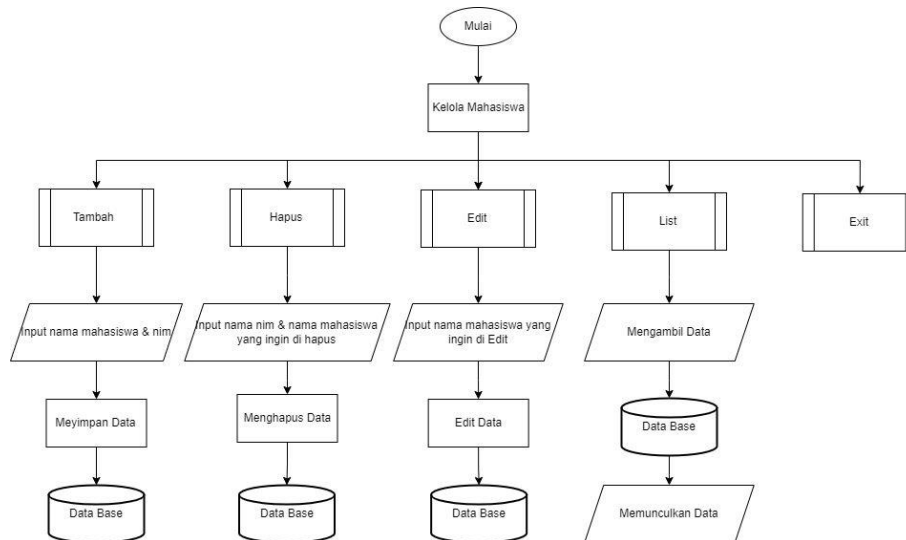 Mulai
Kelola Mahasiswa
Tambah
Hapus
Edit
List
Exit
Input nama mahasiswa & nim
Input nama nim & nama mahasiswa
yang ingin di hapus
Input nama mahasiswa yang
ingin di Edit
Mengambil Data
Meyimpan Data
Menghapus Data
Edit Data
Data Base
Data Base
Data Base
Data Base
Memunculkan Data